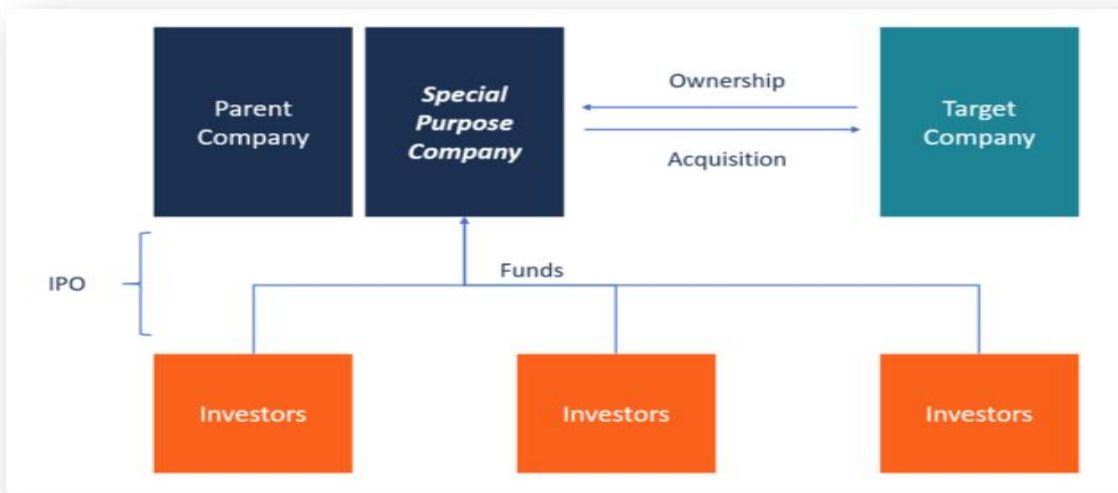 Parent
Company
Special
Purpose
Company
Ownership
Acquisition
Target
Company
IPO
Funds
Investors
Investors
Investors